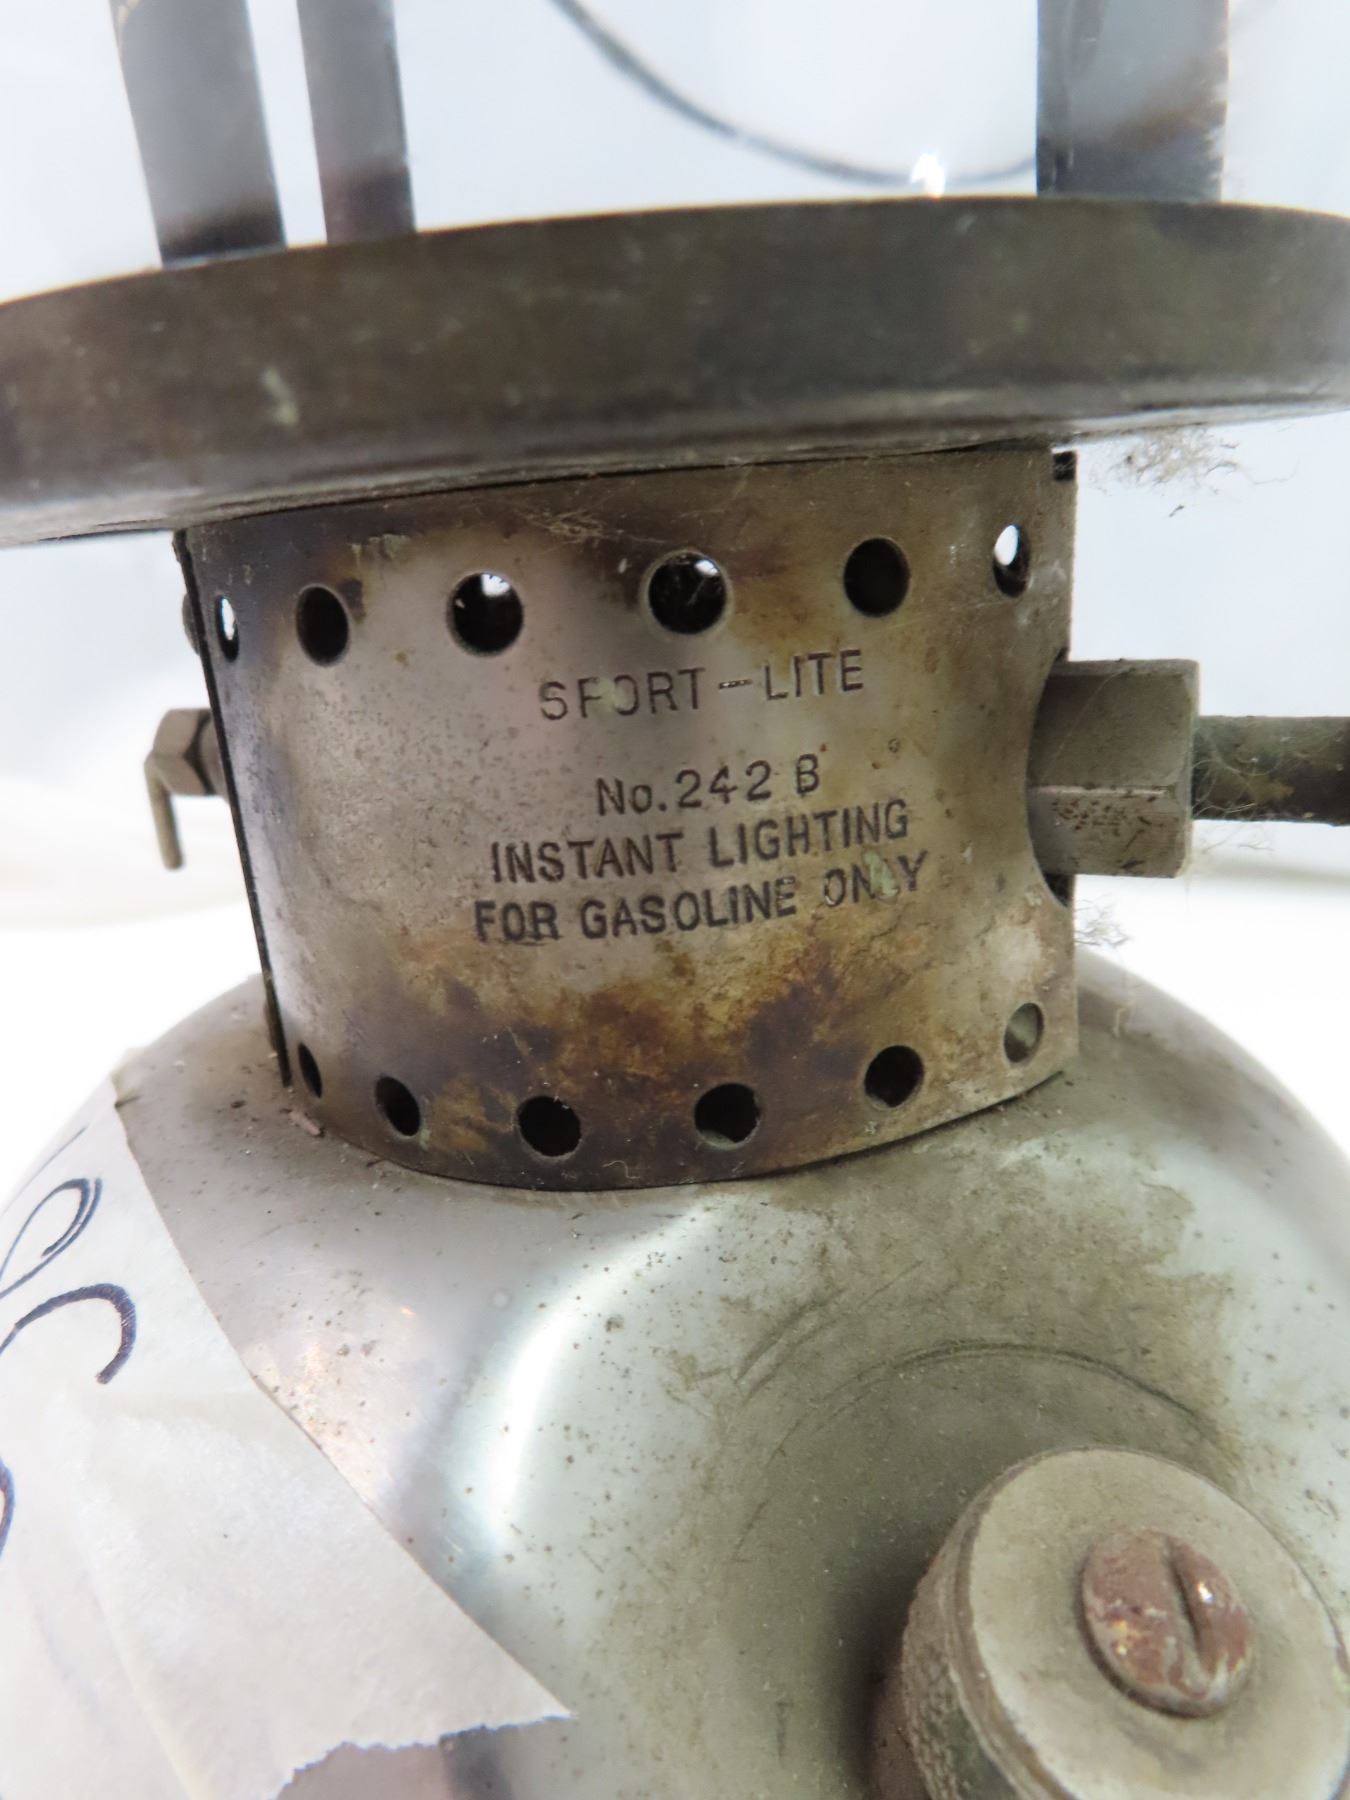 SPORT-LITE
No. 242 B
INSTANT LIGHTING
FOR GASOLINE ONLY